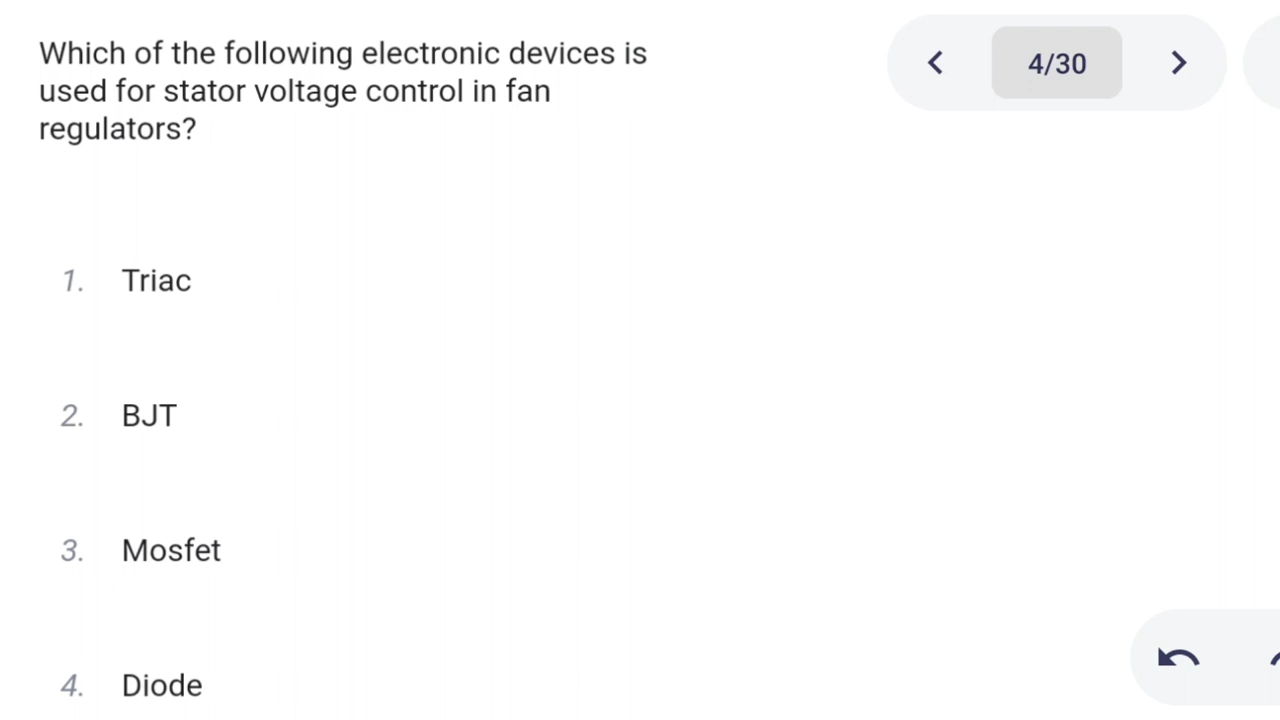 Which of the following electronic devices is
used for stator voltage control in fan
regulators?
4/30
1. Triac
2. BJT
3. Mosfet
4. Diode